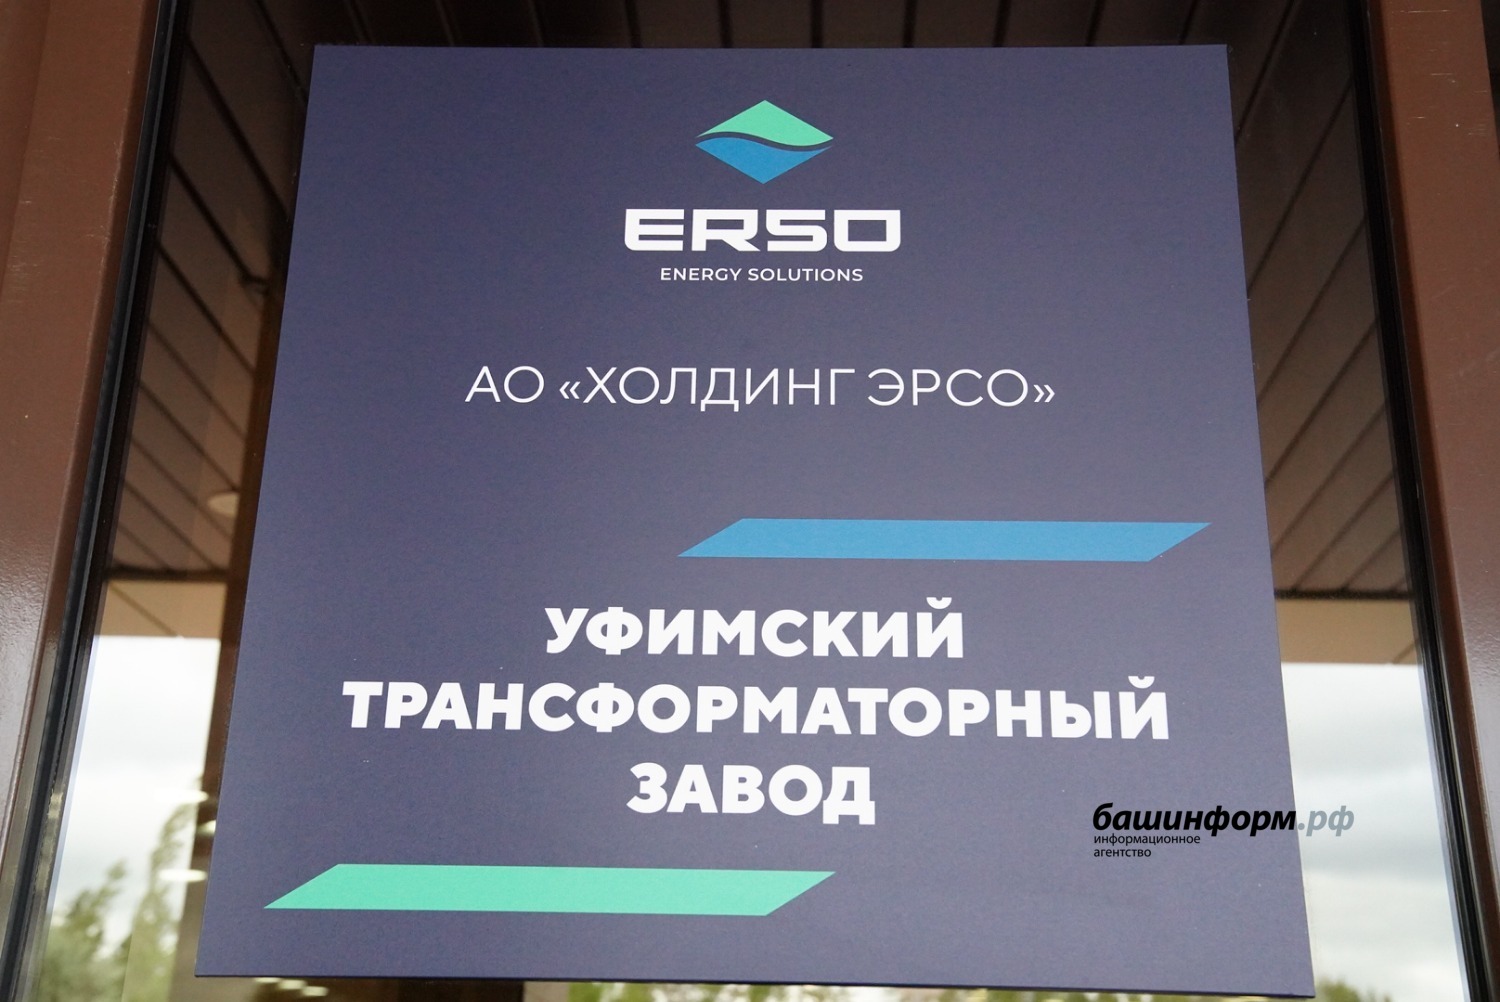 ERSO
ENERGY SOLUTIONS
АО «ХОЛДИНГ ЭРСО»
УФИМСКИЙ
ТРАНСФОРМАТОРНЫЙ
ЗАВОД
башинформ.рф
информационное
агентство